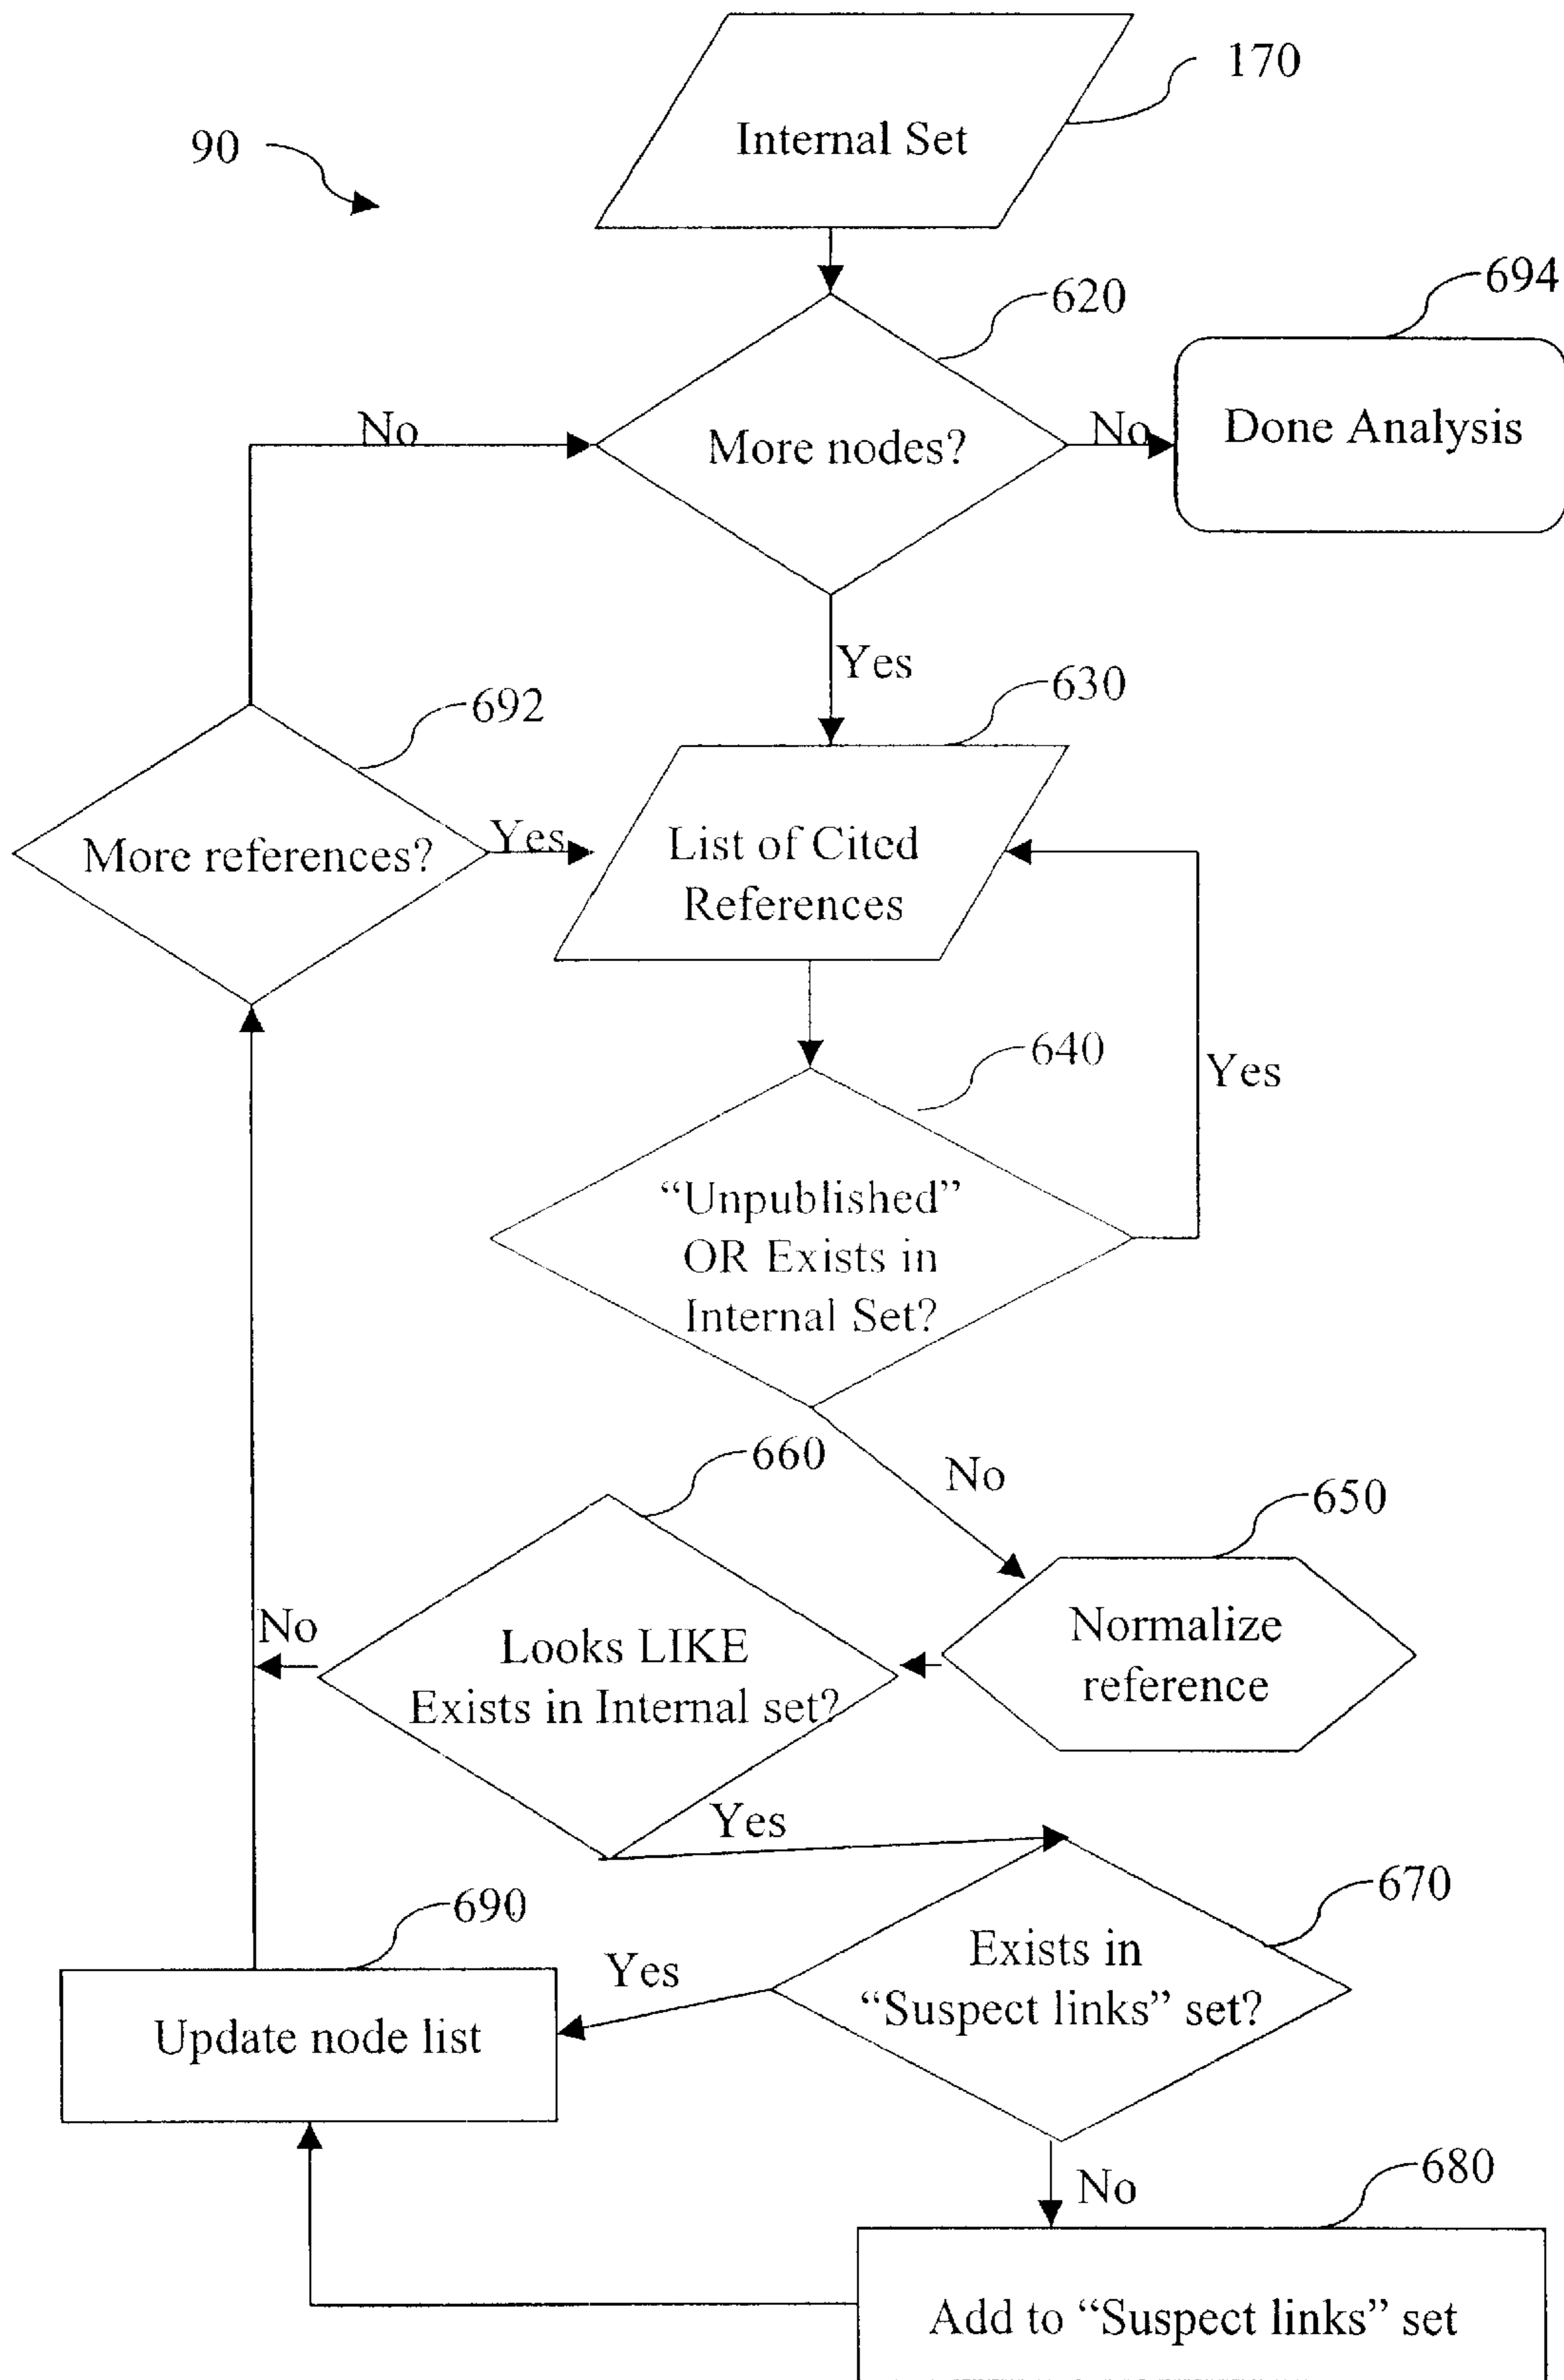 170
Internal Set
90
694
620
Done Analysis
No
More nodes?
No
Yes
630
692
List of Cited
References
More references?
Yes
640
Yes
“Unpublished”
OR Exists in
Internal Set?
660
No
650
No
Normalize
reference
Looks LIKE
Exists in Internal set?
Yes
670
690
Exists in
“Suspect links” set?
Yes
Update node list
No
680
Add to “Suspect links” set